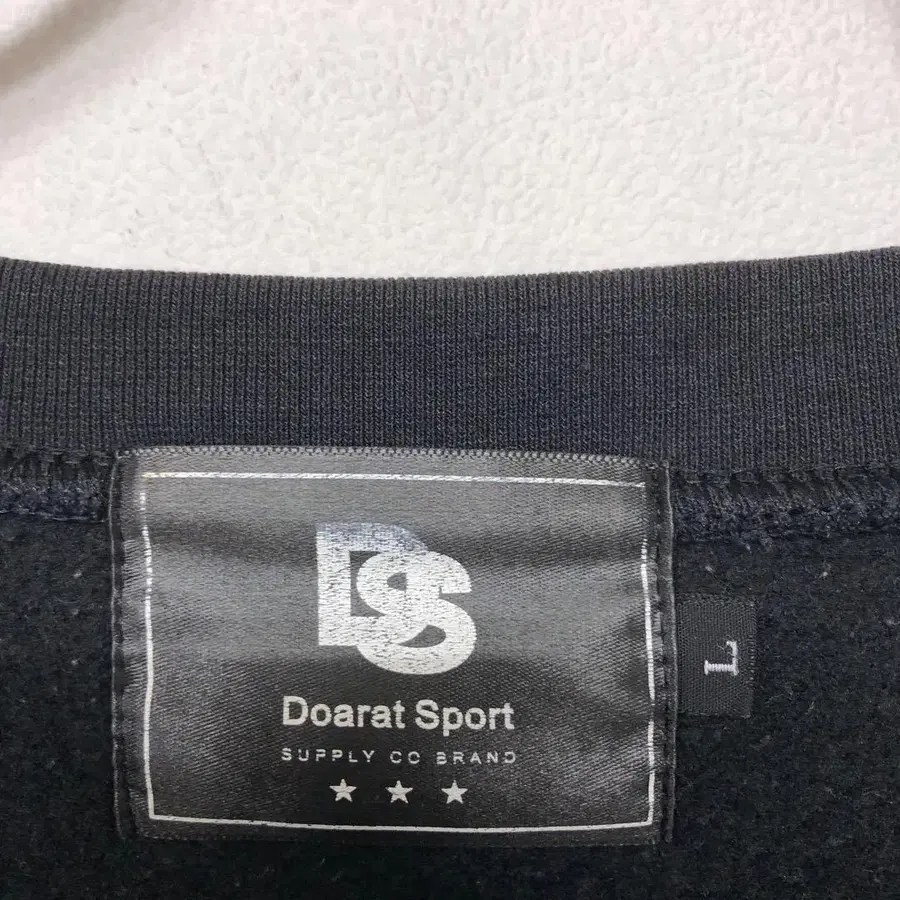 DS
Doarat Sport
SUPPLY CO BRAND
L